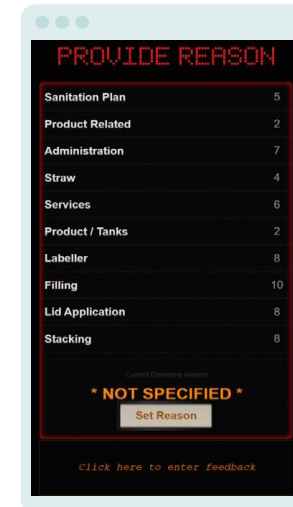 PROVIDE REASON
Sanitation Plan 5
Product Related 2
Administration 7
Straw 4
Services 6
Product / Tanks 2
Labeller 8
Filling 10
Lid Application 8
Stacking 8
Current Downtime Reason
* NOT SPECIFIED *
Set Reason
Click here to enter feedback